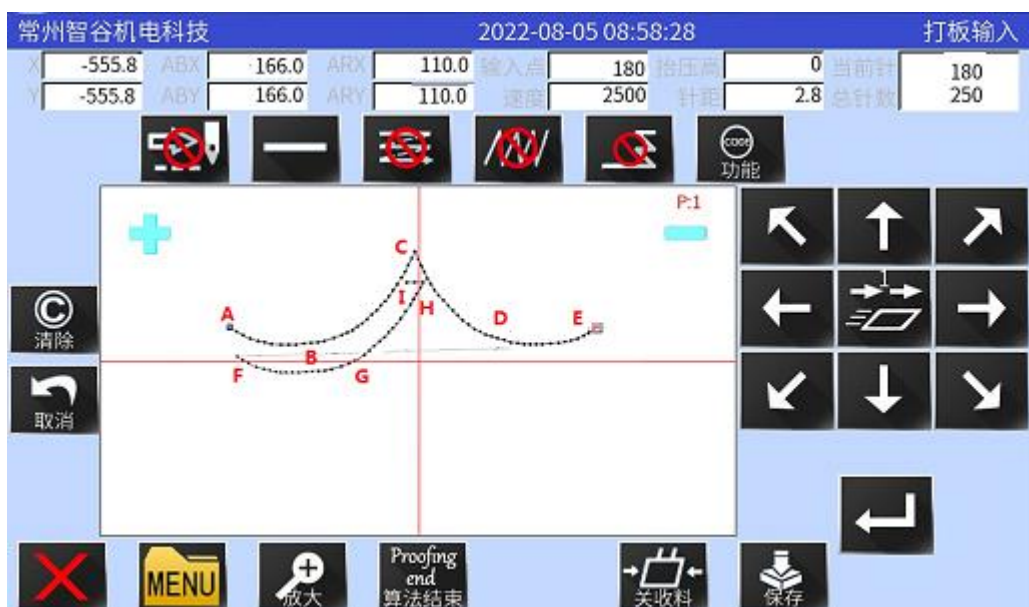 常州智谷机电科技 2022-08-05 08:58:28 打板输入
X -555.8 ABX 166.0 ARX 110.0 输入点 180 抬压高 0 当前针 180
Y -555.8 ABY 166.0 ARY 110.0 速度 2500 针距 2.8 总针数 250
CODE
功能
P:1
C
I
H
A
D
E
B
F
G
1
©
清除
取消
MENU
放大
Proofing
end
算法结束
关收料
保存